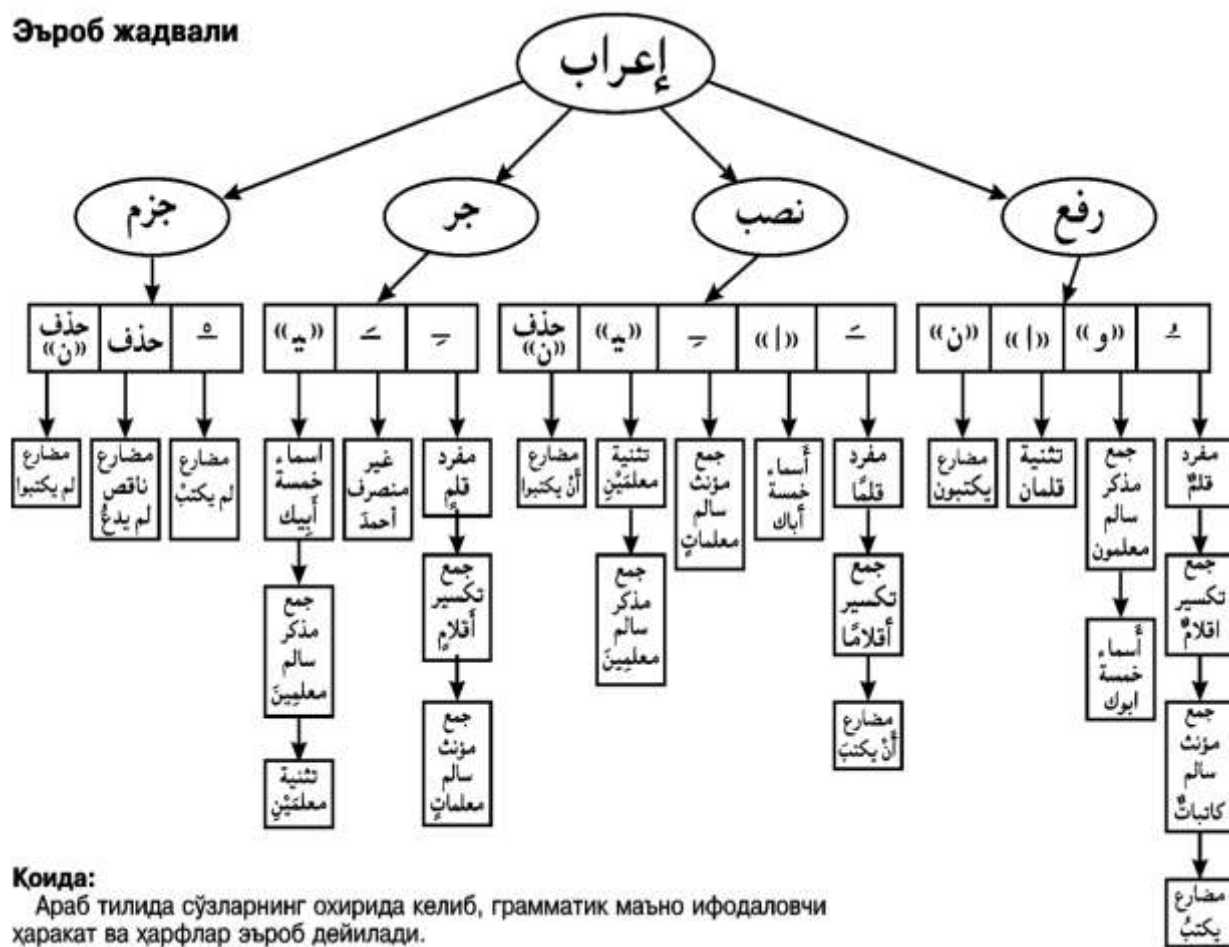 Эъроб жадвали
إعراب
رفع
نصب
جر
جزم
ـُ
«و»
«ا»
«ن»
ـَ
«ا»
ـِ
«يـ»
حذف
«ن»
ـِ
ـَ
«يـ»
ـْ
حذف
حذف
«ن»
مفرد
قلمٌ
جمع
تكسير
اقلامٌ
جمع
مؤنث
سالم
كاتباتٌ
مضارع
يكتبُ
جمع
مذكر
سالم
معلمون
أسماء
خمسة
ابوك
تثنية
قلمان
مضارع
يكتبون
مفرد
قلمًا
جمع
تكسير
أقلامًا
مضارع
أنْ يكتبَ
أسماء
خمسة
أباك
جمع
مؤنث
سالم
معلماتٍ
تثنية
معلمَيْنِ
جمع
مذكر
سالم
معلمِينَ
مضارع
أنْ يكتبوا
مفرد
قلمٍ
جمع
تكسير
أقلامٍ
جمع
مؤنث
سالم
معلماتٍ
غير
منصرف
أحمدَ
اسماء
خمسة
أبِيك
جمع
مذكر
سالم
معلمِينَ
تثنية
معلمَيْنِ
مضارع
لم يكتبْ
مضارع
ناقص
لم يدعُ
مضارع
لم يكتبوا
Қоида:
Араб тилида сўзларнинг охирида келиб, грамматик маъно ифодаловчи
ҳаракат ва ҳарфлар эъроб дейилади.